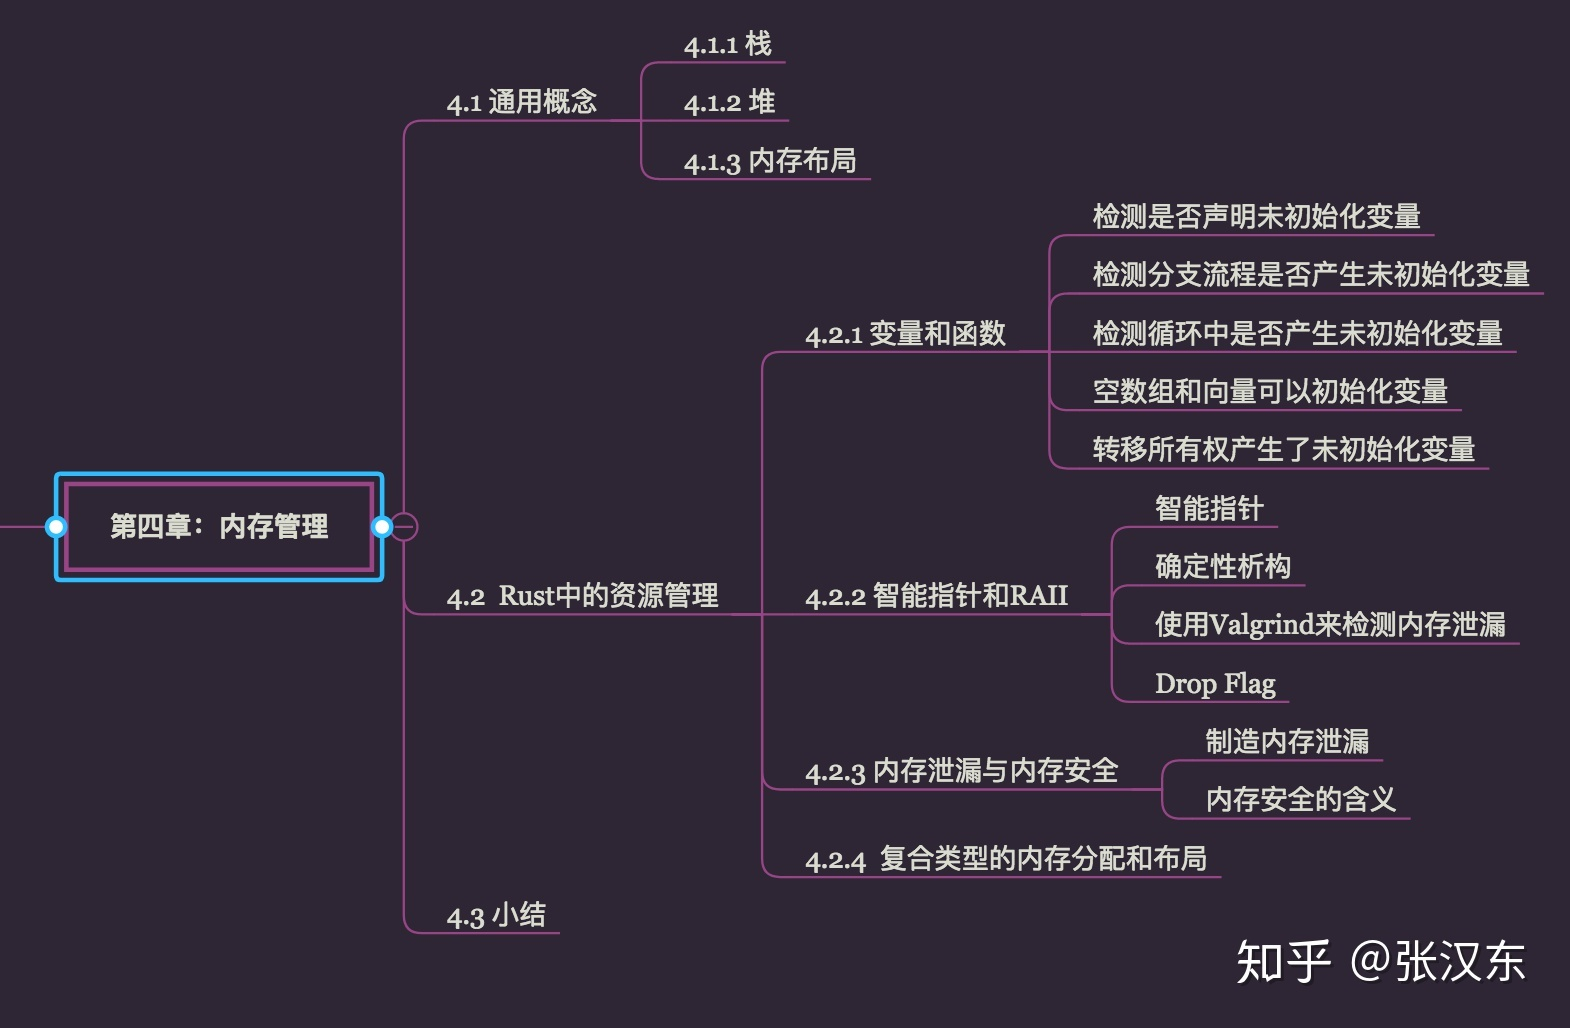 第四章：内存管理
4.1 通用概念
4.1.1 栈
4.1.2 堆
4.1.3 内存布局
4.2 Rust中的资源管理
4.2.1 变量和函数
检测是否声明未初始化变量
检测分支流程是否产生未初始化变量
检测循环中是否产生未初始化变量
空数组和向量可以初始化变量
转移所有权产生了未初始化变量
4.2.2 智能指针和RAII
智能指针
确定性析构
使用Valgrind来检测内存泄漏
Drop Flag
4.2.3 内存泄漏与内存安全
制造内存泄漏
内存安全的含义
4.2.4 复合类型的内存分配和布局
4.3 小结
知乎 @张汉东